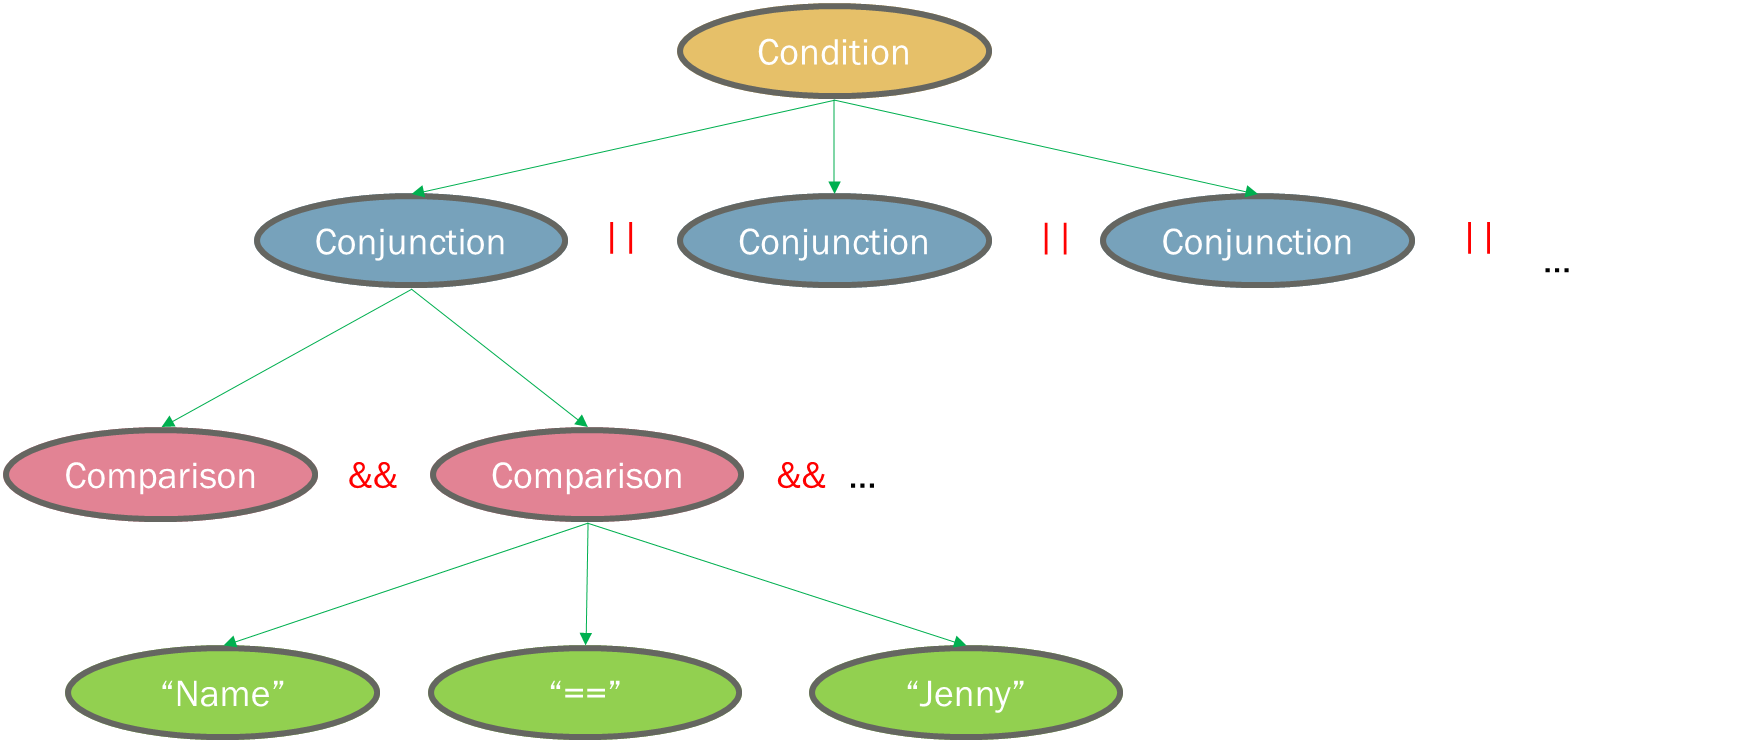 Condition
Conjunction || Conjunction || Conjunction || ...
Comparison && Comparison && ...
“Name” “==” “Jenny”